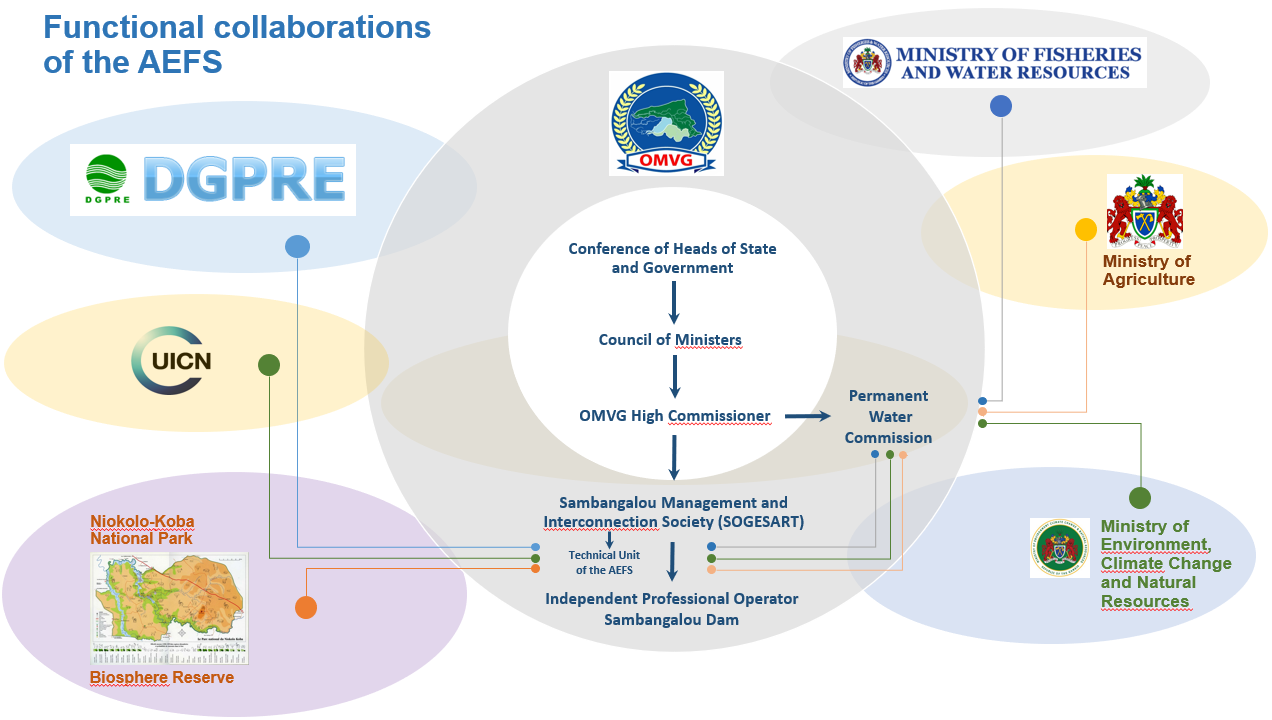 Functional collaborations
of the AEFS
MINISTRY OF FISHERIES
AND WATER RESOURCES
OMVG
DGPRE
DGPRE
Conference of Heads of State
and Government
Ministry of
Agriculture
Council of Ministers
UICN
OMVG High Commissioner
Permanent
Water
Commission
Sambangalou Management and
Interconnection Society (SOGESART)
Technical Unit
of the AEFS
Independent Professional Operator
Sambangalou Dam
Niokolo-Koba
National Park
Biosphere Reserve
Ministry of
Environment,
Climate Change
and Natural
Resources